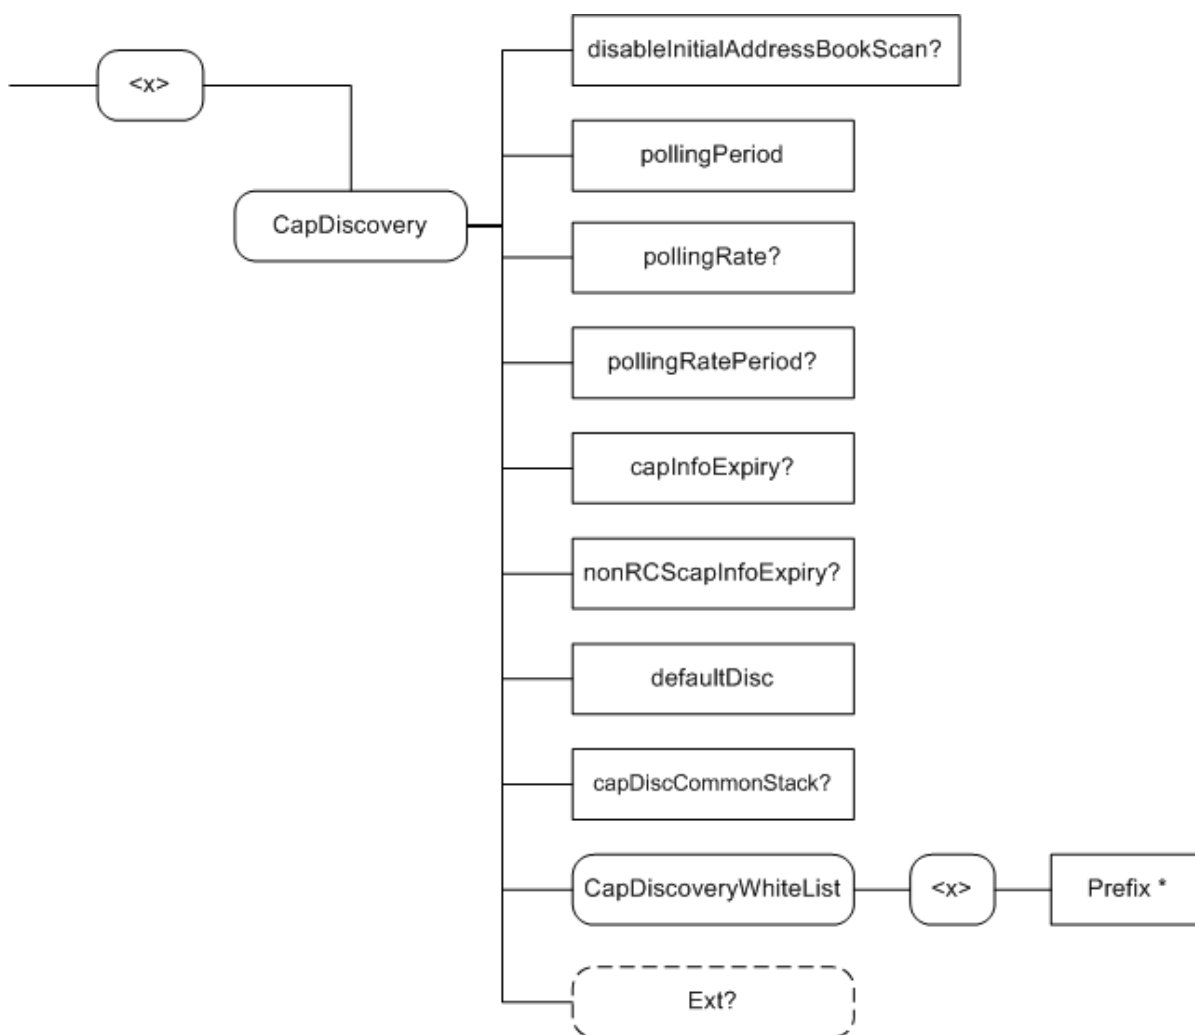 disableInitialAddressBookScan?
<x>
pollingPeriod
CapDiscovery
pollingRate?
pollingRatePeriod?
capInfoExpiry?
nonRCScapInfoExpiry?
defaultDisc
capDiscCommonStack?
CapDiscoveryWhiteList
<x>
Prefix *
Ext?